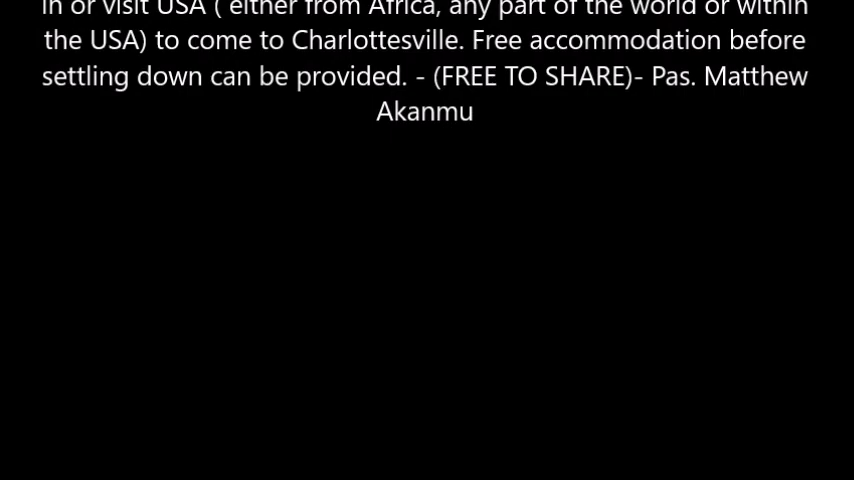 in or visit USA ( either from Africa, any part of the world or within
the USA) to come to Charlottesville. Free accommodation before
settling down can be provided. - (FREE TO SHARE)- Pas. Matthew
Akanmu